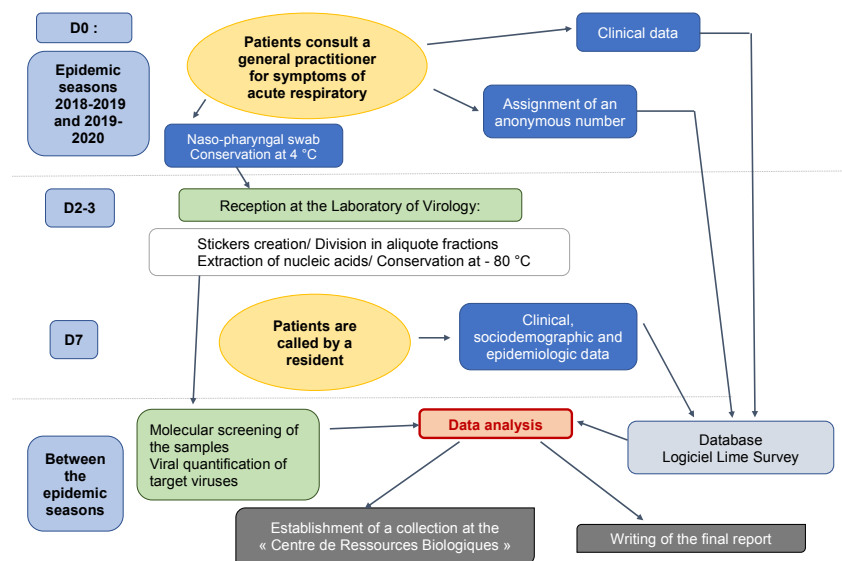 D0 :
Epidemic
seasons
2018-2019
and 2019-
2020
Patients consult a
general practitioner
for symptoms of
acute respiratory
Clinical data
Assignment of an
anonymous number
Naso-pharyngal swab
Conservation at 4 °C
D2-3
Reception at the Laboratory of Virology:
Stickers creation/ Division in aliquote fractions
Extraction of nucleic acids/ Conservation at - 80 °C
D7
Patients are
called by a
resident
Clinical,
sociodemographic and
epidemiologic data
Between
the
epidemic
seasons
Molecular screening of
the samples
Viral quantification of
target viruses
Data analysis
Database
Logiciel Lime Survey
Establishment of a collection at the
« Centre de Ressources Biologiques »
Writing of the final report